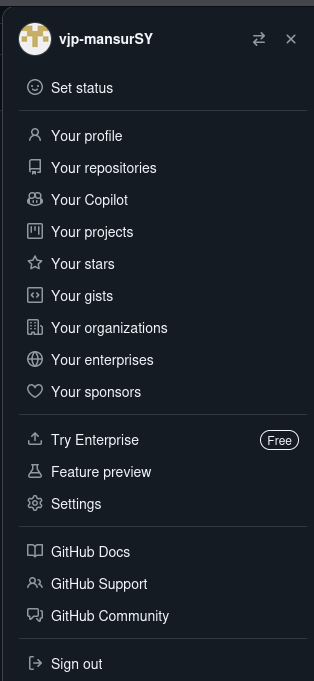 vjp-mansurSY
Set status
Your profile
Your repositories
Your Copilot
Your projects
Your stars
Your gists
Your organizations
Your enterprises
Your sponsors
Try Enterprise Free
Feature preview
Settings
GitHub Docs
GitHub Support
GitHub Community
Sign out